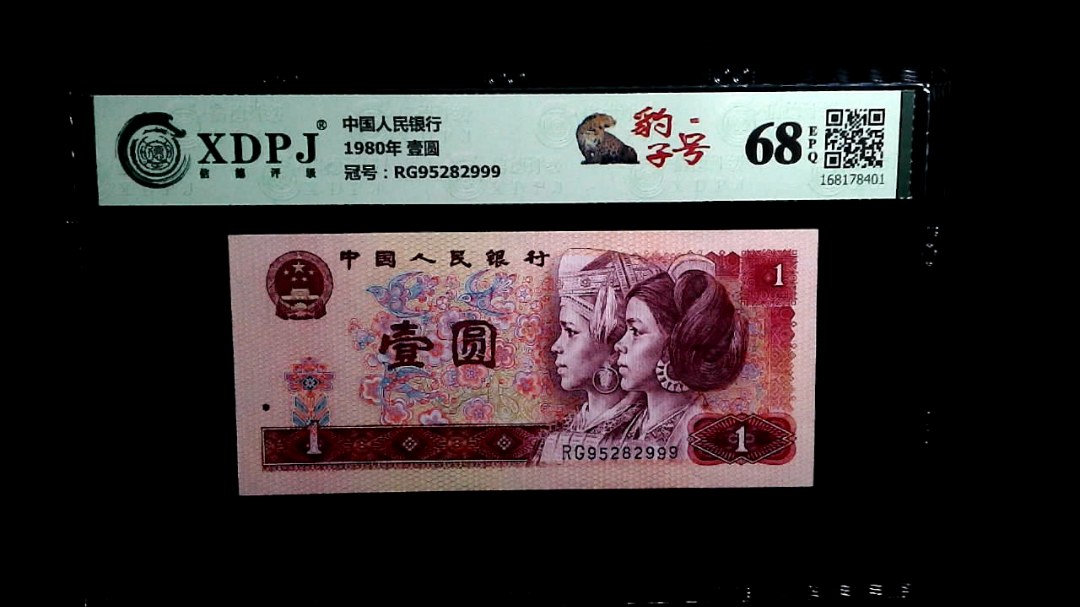 XDPJ®
信德评级
中国人民银行
1980年 壹圆
冠号：RG95282999
豹子号
68
EPQ
168178401
中国人民银行
1
壹圆
1
RG95282999
1